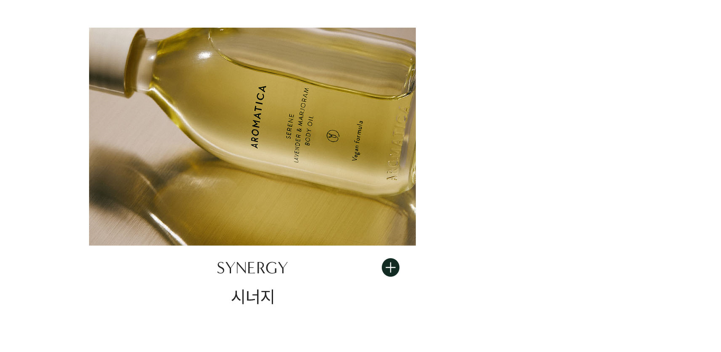 AROMATICA
SERENE
LAVENDER & MARJORAM
BODY OIL
Vegan formula
SYNERGY
시너지